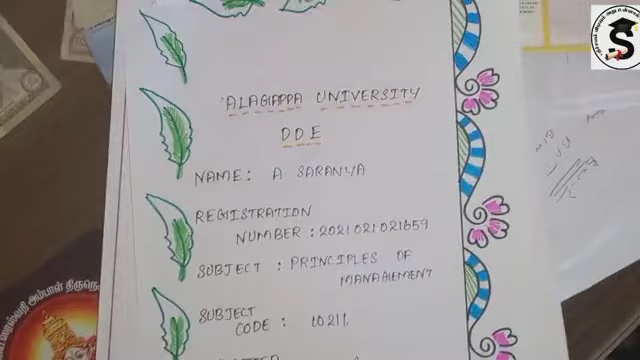 ALAGAPPA UNIVERSITY
DDE
NAME: A SARANYA
REGISTRATION
NUMBER : 2021021021659
SUBJECT : PRINCIPLES OF
MANAGEMENT
SUBJECT
CODE : 10211
S